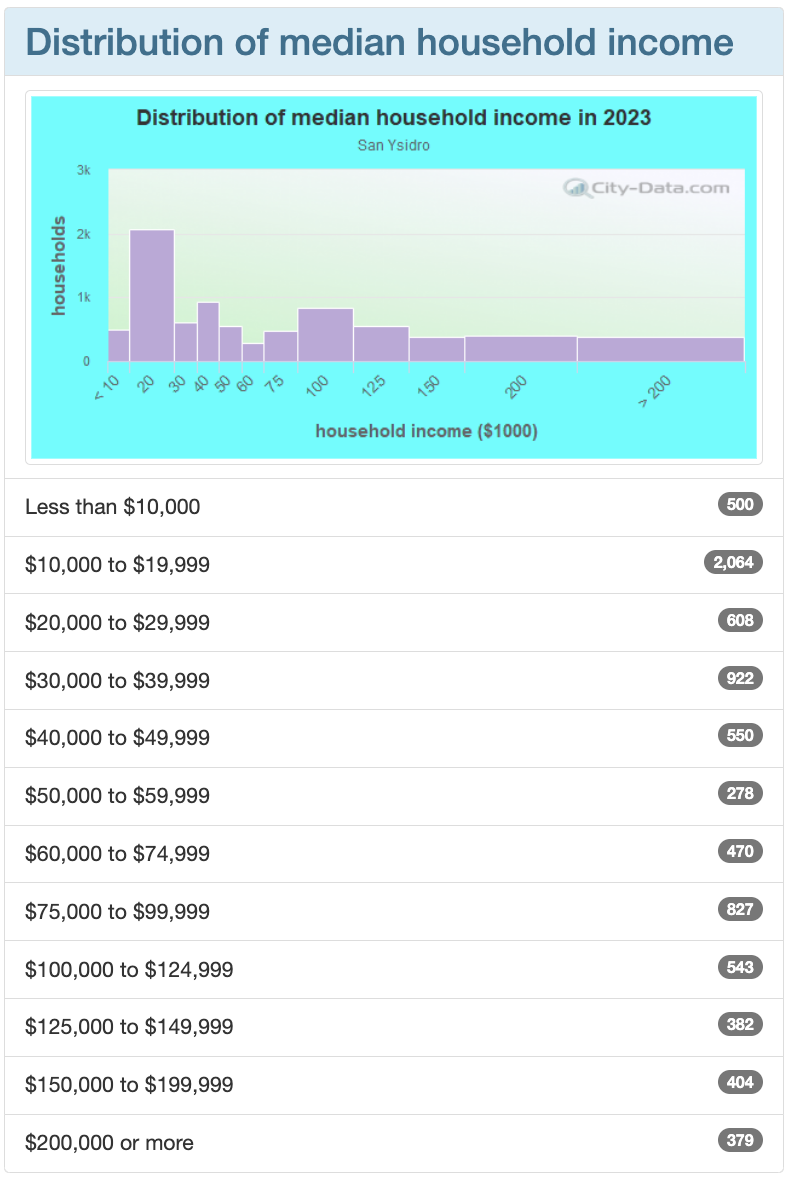 Distribution of median household income
Distribution of median household income in 2023
San Ysidro
City-Data.com
3k
2k
1k
0
households
< 10
20
30
40
50
60
75
100
125
150
200
> 200
household income ($1000)
Less than $10,000 500
$10,000 to $19,999 2,064
$20,000 to $29,999 608
$30,000 to $39,999 922
$40,000 to $49,999 550
$50,000 to $59,999 278
$60,000 to $74,999 470
$75,000 to $99,999 827
$100,000 to $124,999 543
$125,000 to $149,999 382
$150,000 to $199,999 404
$200,000 or more 379